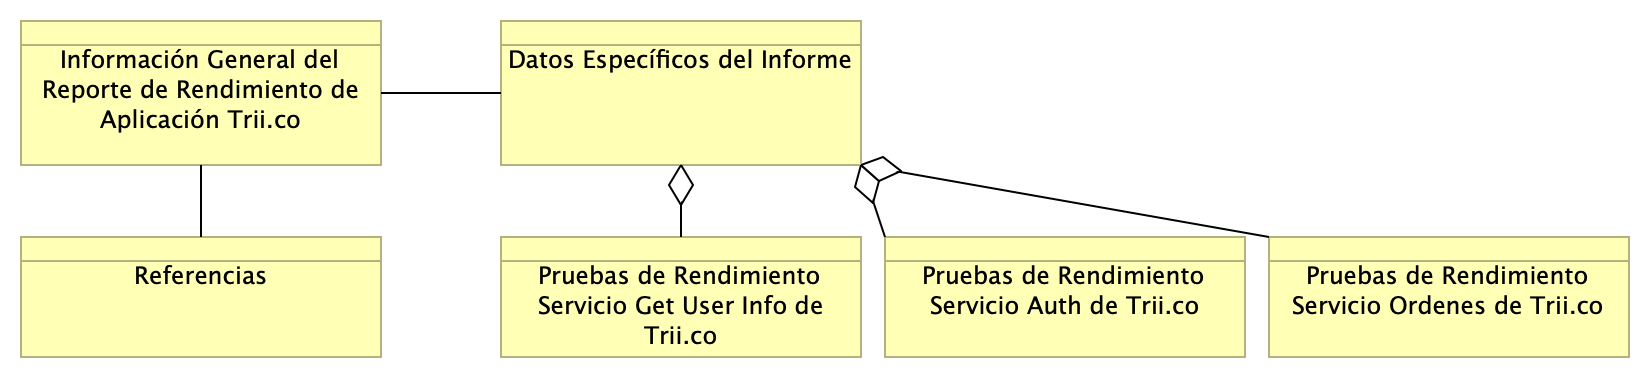 Información General del
Reporte de Rendimiento de
Aplicación Trii.co
Datos Específicos del Informe
Referencias
Pruebas de Rendimiento
Servicio Get User Info de
Trii.co
Pruebas de Rendimiento
Servicio Auth de Trii.co
Pruebas de Rendimiento
Servicio Ordenes de Trii.co